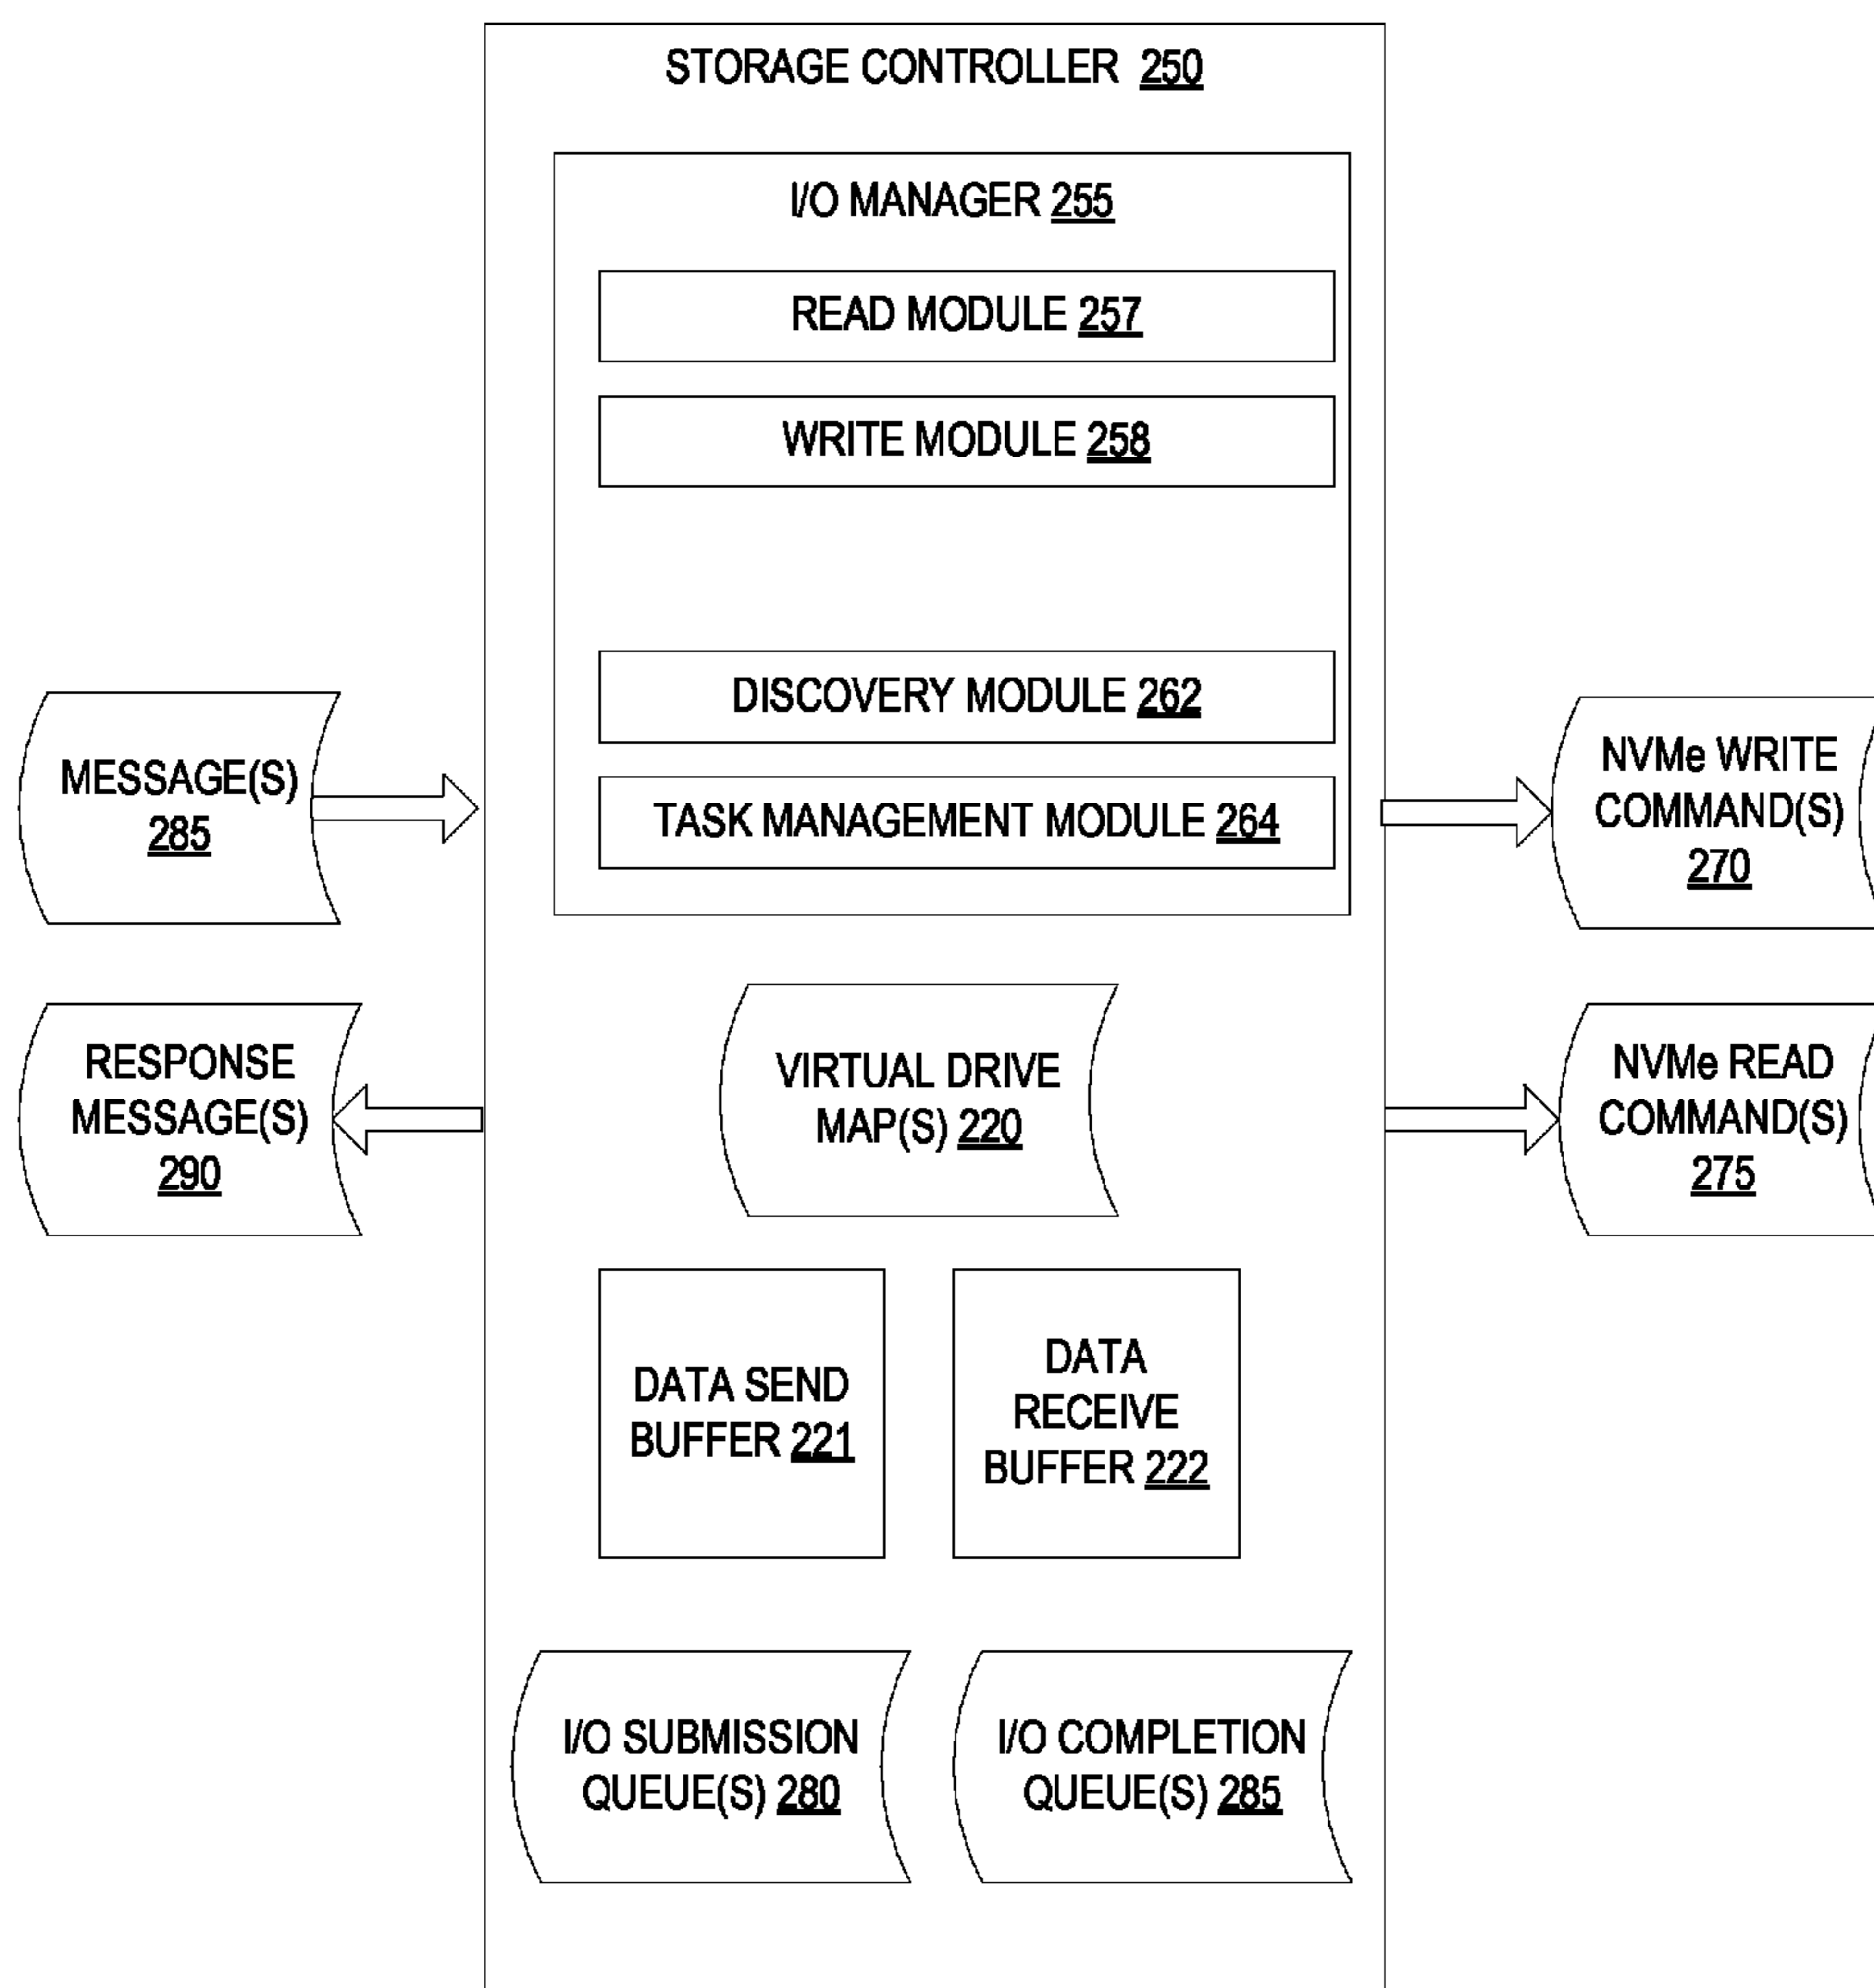 STORAGE CONTROLLER 250
I/O MANAGER 255
READ MODULE 257
WRITE MODULE 258
DISCOVERY MODULE 262
TASK MANAGEMENT MODULE 264
MESSAGE(S)
285
RESPONSE
MESSAGE(S)
290
NVMe WRITE
COMMAND(S)
270
NVMe READ
COMMAND(S)
275
VIRTUAL DRIVE
MAP(S) 220
DATA SEND
BUFFER 221
DATA
RECEIVE
BUFFER 222
I/O SUBMISSION
QUEUE(S) 280
I/O COMPLETION
QUEUE(S) 285